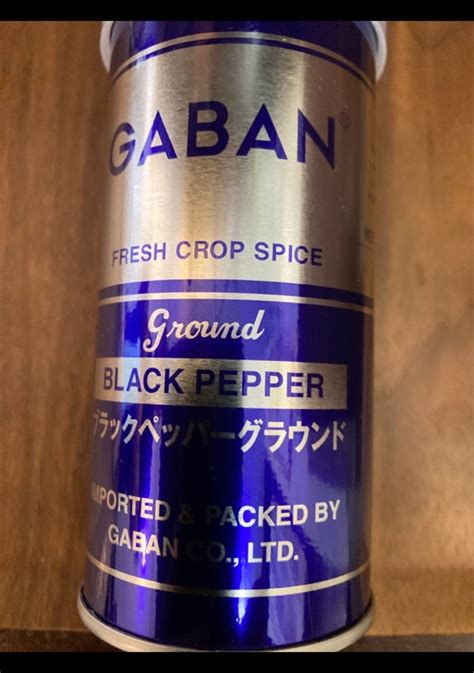 GABAN®
FRESH CROP SPICE
Ground
BLACK PEPPER
ブラックペッパーグラウンド
IMPORTED & PACKED BY
GABAN CO., LTD.